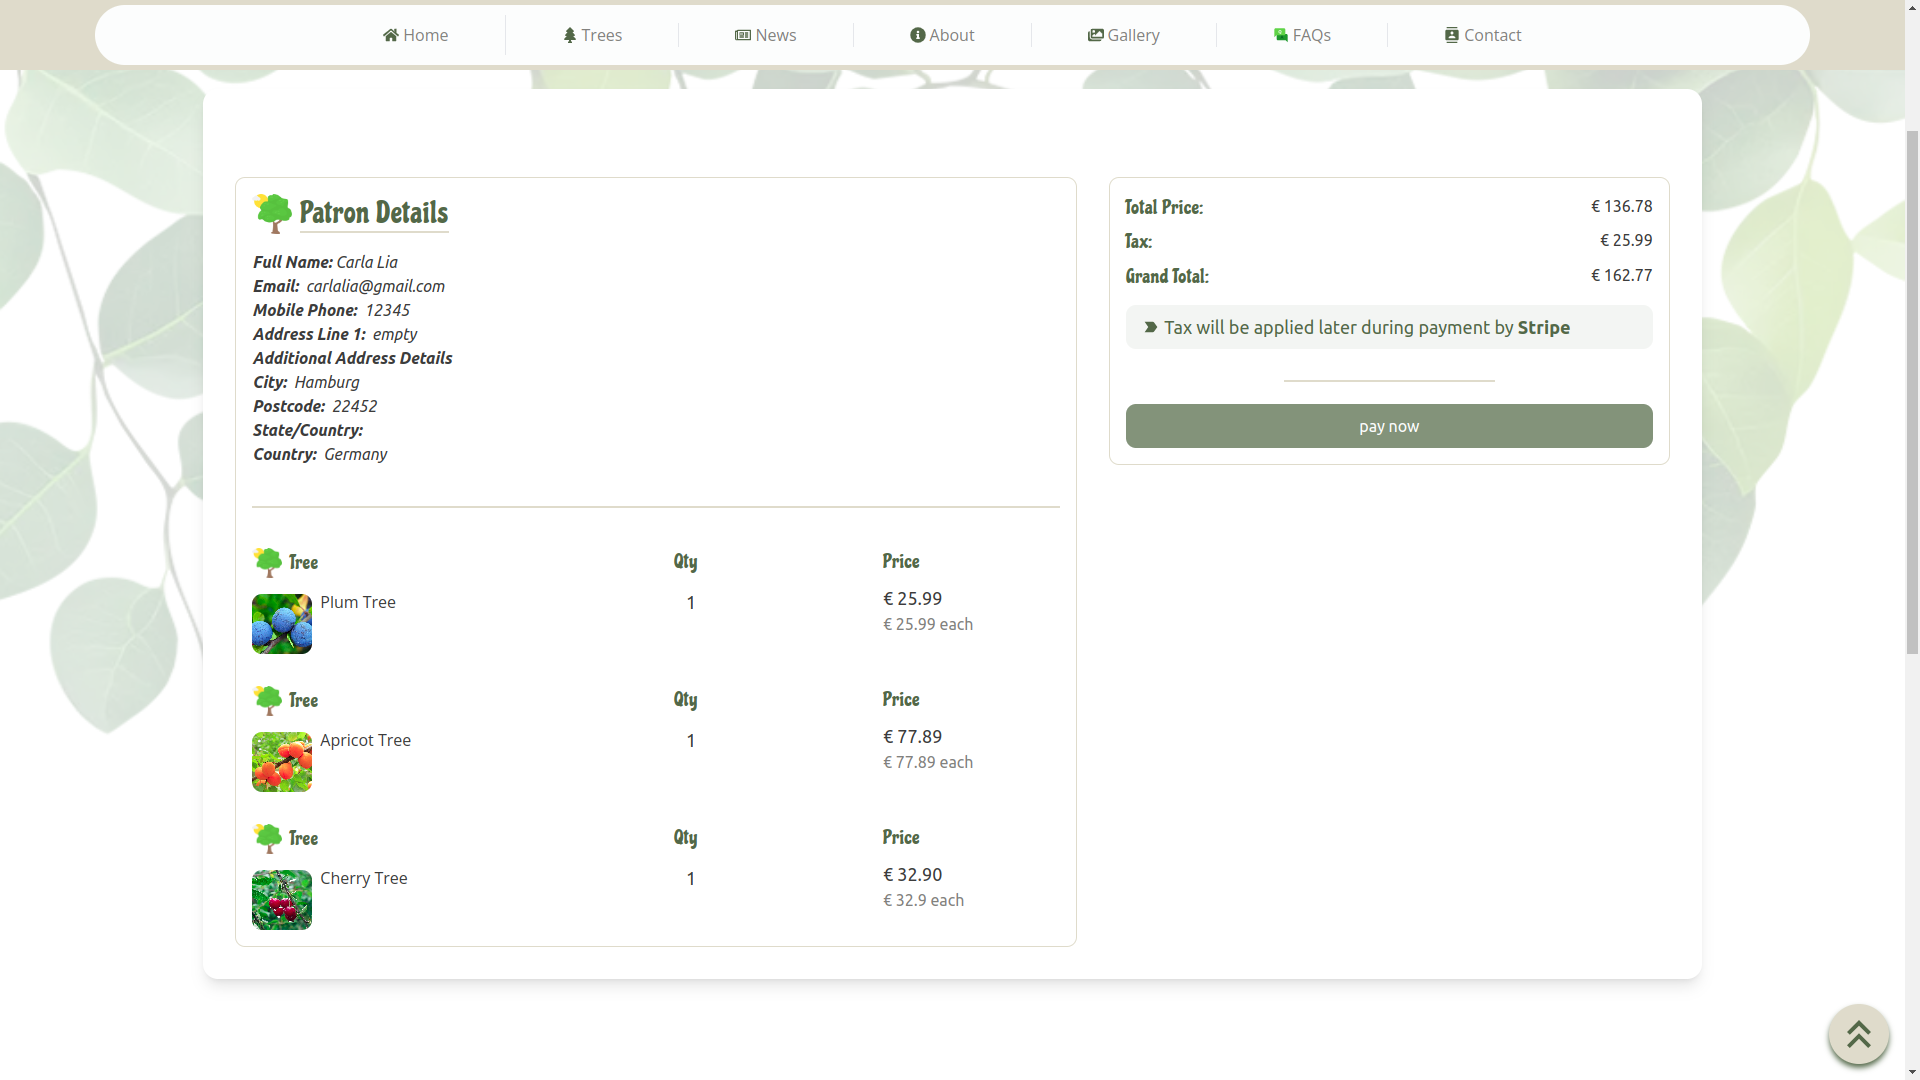 Home
Trees
News
About
Gallery
FAQs
Contact
Patron Details
Full Name: Carla Lia
Email: carlalia@gmail.com
Mobile Phone: 12345
Address Line 1: empty
Additional Address Details
City: Hamburg
Postcode: 22452
State/Country:
Country: Germany
Tree Qty Price
Plum Tree 1 € 25.99
€ 25.99 each
Tree Qty Price
Apricot Tree 1 € 77.89
€ 77.89 each
Tree Qty Price
Cherry Tree 1 € 32.90
€ 32.9 each
Total Price: € 136.78
Tax: € 25.99
Grand Total: € 162.77
Tax will be applied later during payment by Stripe
pay now